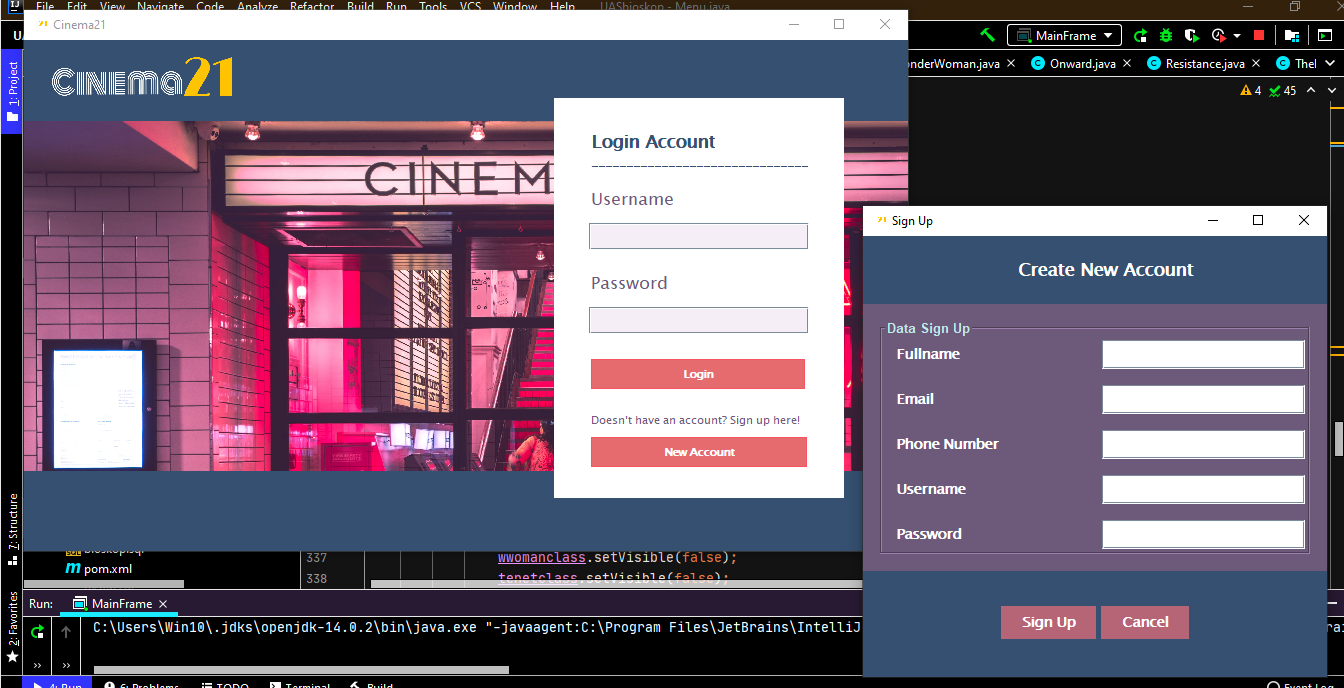 File Edit View Navigate Code Analyze Refactor Build Run Tools VCS Window Help UASbioskop - Menu.java
21 Cinema21
MainFrame
onderWoman.java
Onward.java
Resistance.java
TheI
4 45
1: Project
Cinema21
CINEM
Login Account
-------------------------------
Username
Password
Login
Doesn't have an account? Sign up here!
New Account
21 Sign Up
Create New Account
Data Sign Up
Fullname
Email
Phone Number
Username
Password
Sign Up
Cancel
7: Structure
2: Favorites
pom.xml
337 wwomanclass.setVisible(false);
338 tenetclass.setVisible(false);
Run: MainFrame
C:\Users\Win10\.jdks\openjdk-14.0.2\bin\java.exe "-javaagent:C:\Program Files\JetBrains\IntelliJ
4: Run 6: Problems TODO Terminal Build
Event Log